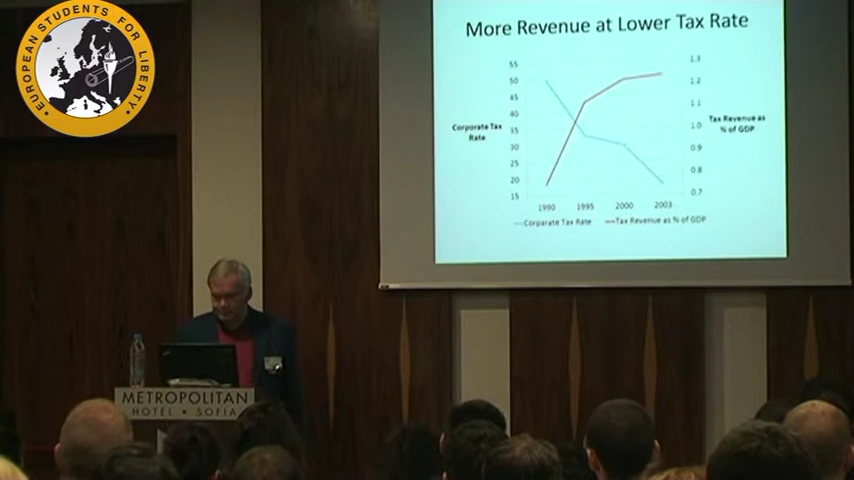 EUROPEAN STUDENTS FOR LIBERTY
More Revenue at Lower Tax Rate
55
50
45
40
35
30
25
20
15
Corporate Tax
Rate
1.3
1.2
1.1
1.0
0.9
0.8
0.7
Tax Revenue as
% of GDP
1990 1995 2000 2003
Corparate Tax Rate Tax Revenue as % of GDP
METROPOLITAN
HOTEL • SOFIA